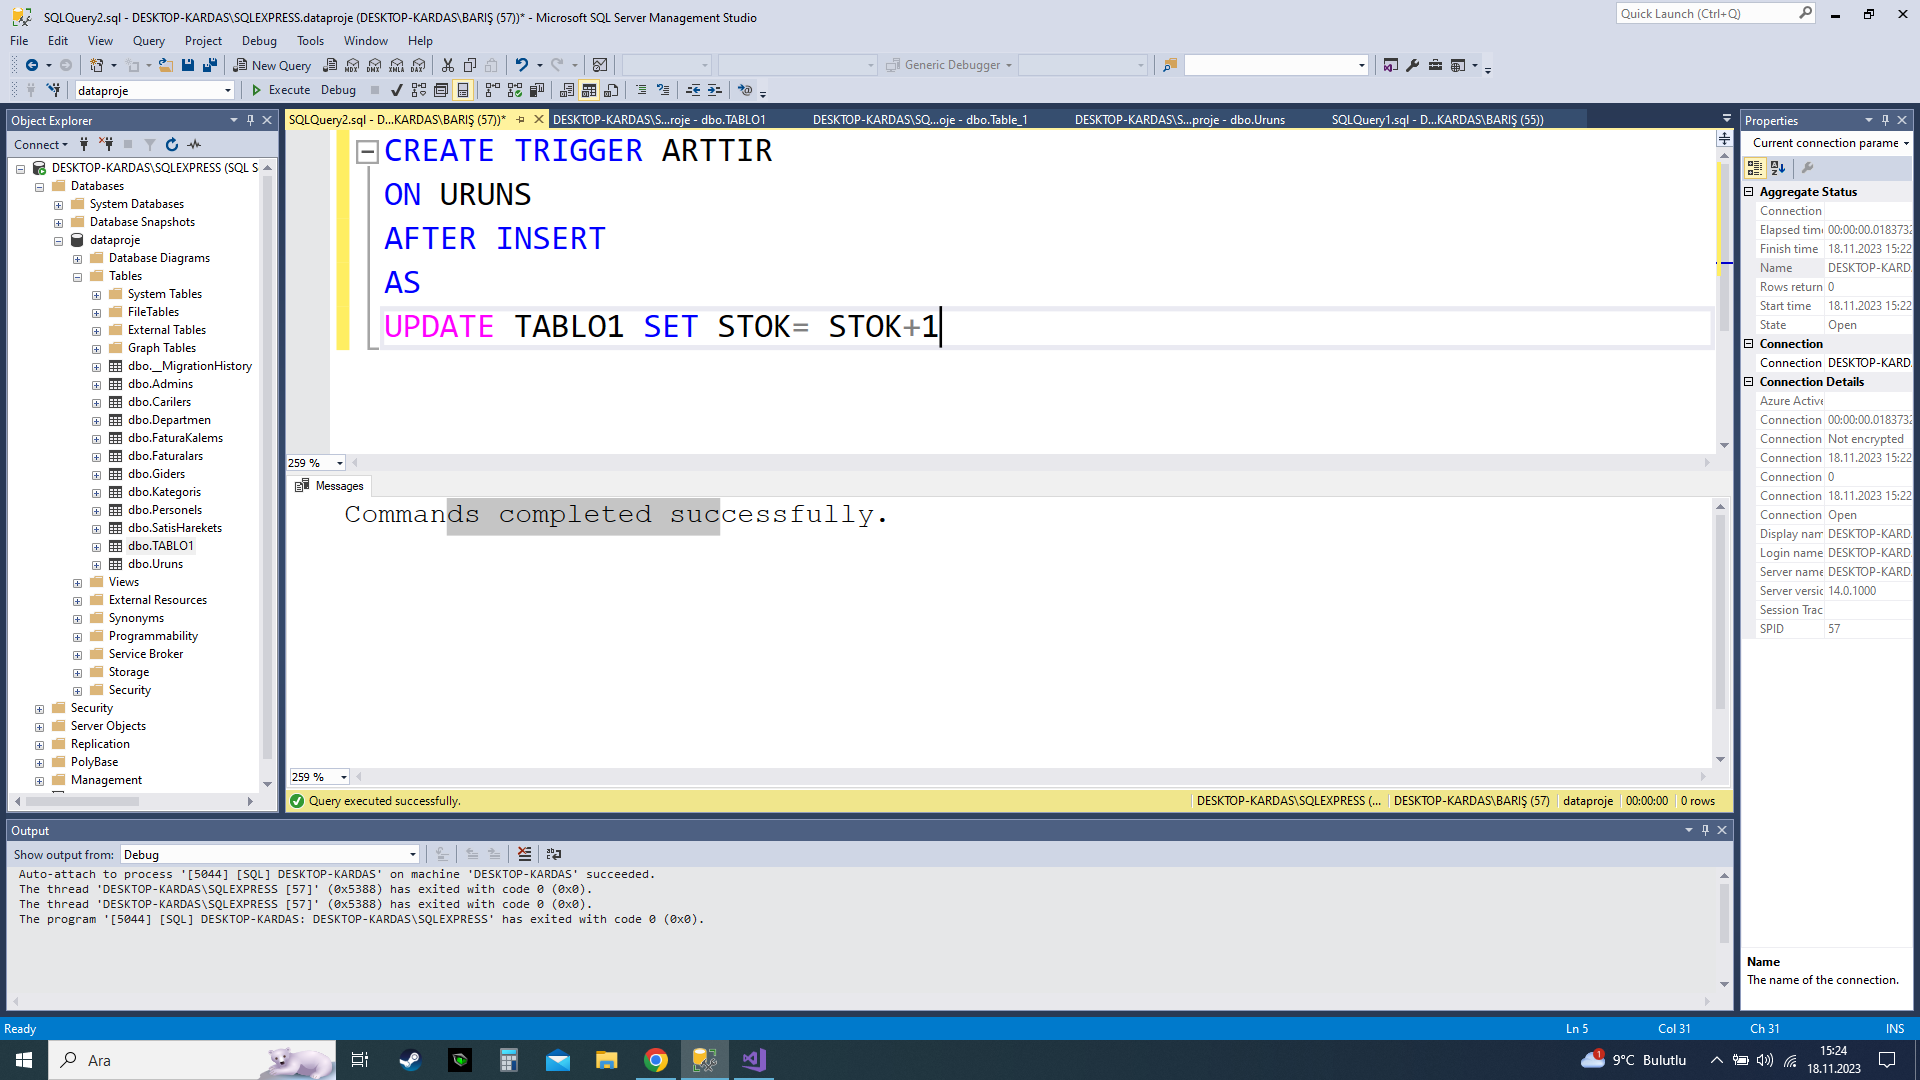 SQLQuery2.sql - DESKTOP-KARDAS\SQLEXPRESS.dataproje (DESKTOP-KARDAS\BARIŞ (57))* - Microsoft SQL Server Management Studio
Quick Launch (Ctrl+Q)
File Edit View Query Project Debug Tools Window Help
New Query
MDX DMX XMLA DAX
Generic Debugger
dataproje
Execute Debug
Object Explorer
Connect
DESKTOP-KARDAS\SQLEXPRESS (SQL S
Databases
System Databases
Database Snapshots
dataproje
Database Diagrams
Tables
System Tables
FileTables
External Tables
Graph Tables
dbo.__MigrationHistory
dbo.Admins
dbo.Carilers
dbo.Departmen
dbo.FaturaKalems
dbo.Faturalars
dbo.Giders
dbo.Kategoris
dbo.Personels
dbo.SatisHarekets
dbo.TABLO1
dbo.Uruns
Views
External Resources
Synonyms
Programmability
Service Broker
Storage
Security
Security
Server Objects
Replication
PolyBase
Management
SQLQuery2.sql - D...KARDAS\BARIŞ (57))* DESKTOP-KARDAS\S...roje - dbo.TABLO1 DESKTOP-KARDAS\SQ...oje - dbo.Table_1 DESKTOP-KARDAS\S...proje - dbo.Uruns SQLQuery1.sql - D...KARDAS\BARIŞ (55))
CREATE TRIGGER ARTTIR
ON URUNS
AFTER INSERT
AS
UPDATE TABLO1 SET STOK= STOK+1
259 %
Messages
Commands completed successfully.
259 %
Query executed successfully. DESKTOP-KARDAS\SQLEXPRESS (... DESKTOP-KARDAS\BARIŞ (57) dataproje 00:00:00 0 rows
Properties
Current connection parame
Aggregate Status
Connection
Elapsed time 00:00:00.0183732
Finish time 18.11.2023 15:22
Name DESKTOP-KARD
Rows return 0
Start time 18.11.2023 15:22
State Open
Connection
Connection DESKTOP-KARD.
Connection Details
Azure Active
Connection 00:00:00.0183732
Connection Not encrypted
Connection 18.11.2023 15:22
Connection 0
Connection 18.11.2023 15:22
Connection Open
Display nam DESKTOP-KARD.
Login name DESKTOP-KARD.
Server name DESKTOP-KARD.
Server versic 14.0.1000
Session Trac
SPID 57
Name
The name of the connection.
Output
Show output from: Debug
Auto-attach to process '[5044] [SQL] DESKTOP-KARDAS' on machine 'DESKTOP-KARDAS' succeeded.
The thread 'DESKTOP-KARDAS\SQLEXPRESS [57]' (0x5388) has exited with code 0 (0x0).
The thread 'DESKTOP-KARDAS\SQLEXPRESS [57]' (0x5388) has exited with code 0 (0x0).
The program '[5044] [SQL] DESKTOP-KARDAS: DESKTOP-KARDAS\SQLEXPRESS' has exited with code 0 (0x0).
Ready Ln 5 Col 31 Ch 31 INS
Ara
1 9°C Bulutlu
15:24
18.11.2023